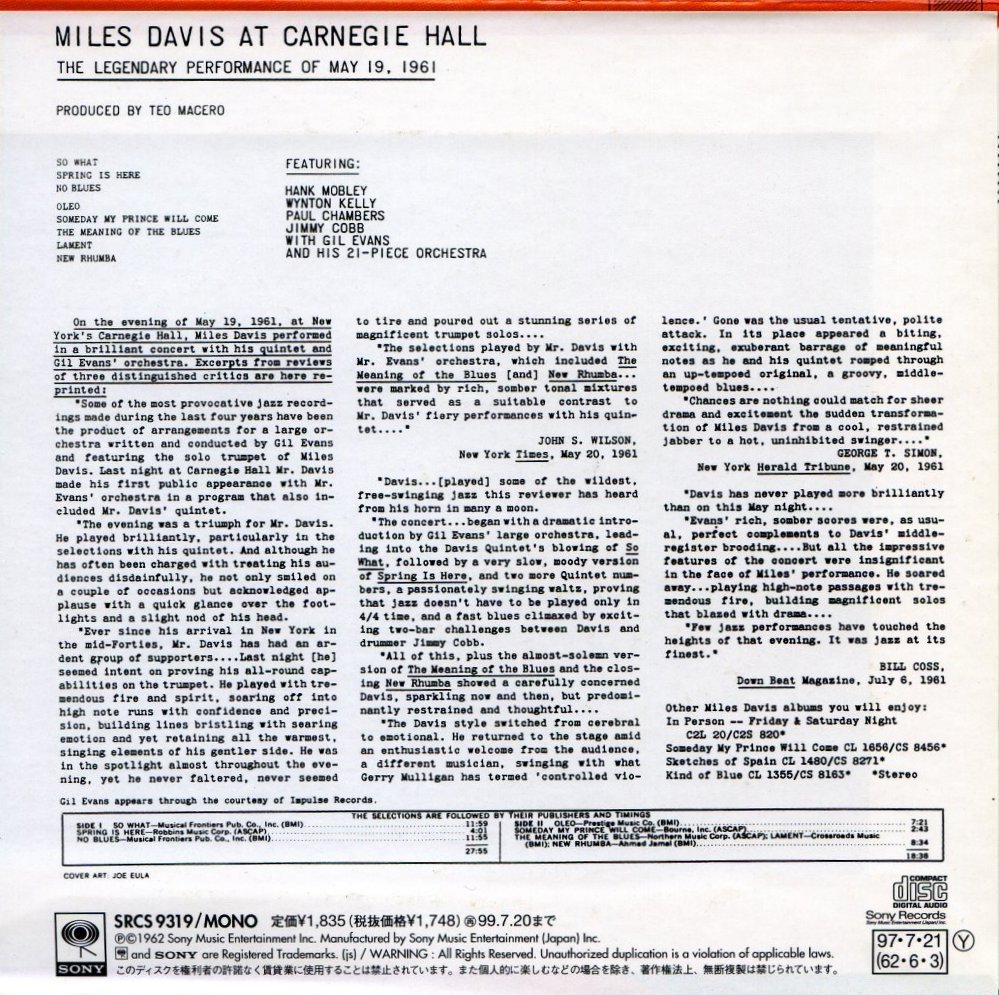 MILES DAVIS AT CARNEGIE HALL
THE LEGENDARY PERFORMANCE OF MAY 19, 1961
PRODUCED BY TEO MACERO
SO WHAT
SPRING IS HERE
NO BLUES
OLEO
SOMEDAY MY PRINCE WILL COME
THE MEANING OF THE BLUES
LAMENT
NEW RHUMBA
FEATURING:
HANK MOBLEY
WYNTON KELLY
PAUL CHAMBERS
JIMMY COBB
WITH GIL EVANS
AND HIS 21-PIECE ORCHESTRA
On the evening of May 19, 1961, at New
York's Carnegie Hall, Miles Davis performed
in a brilliant concert with his quintet and
Gil Evans' orchestra. Excerpts from reviews
of three distinguished critics are here re-
printed:
"Some of the most provocative jazz record-
ings made during the last four years have been
the product of arrangements for a large or-
chestra written and conducted by Gil Evans
and featuring the solo trumpet of Miles
Davis. Last night at Carnegie Hall Mr. Davis
made his first public appearance with Mr.
Evans' orchestra in a program that also in-
cluded Mr. Davis' quintet.
"The evening was a triumph for Mr. Davis.
He played brilliantly, particularly in the
selections with his quintet. And although he
has often been charged with treating his au-
diences disdainfully, he not only smiled on
a couple of occasions but acknowledged ap-
plause with a quick glance over the foot-
lights and a slight nod of his head.
"Ever since his arrival in New York in
the mid-Forties, Mr. Davis has had an ar-
dent group of supporters....Last night [he]
seemed intent on proving his all-round cap-
abilities on the trumpet. He played with tre-
mendous fire and spirit, soaring off into
high note runs with confidence and preci-
sion, building lines bristling with searing
emotion and yet retaining all the warmest,
singing elements of his gentler side. He was
in the spotlight almost throughout the eve-
ning, yet he never faltered, never seemed
to tire and poured out a stunning series of
magnificent trumpet solos....
"The selections played by Mr. Davis with
Mr. Evans' orchestra, which included The
Meaning of the Blues [and] New Rhumba...
were marked by rich, somber tonal mixtures
that served as a suitable contrast to
Mr. Davis' fiery performances with his quin-
tet...."
JOHN S. WILSON,
New York Times, May 20, 1961
"Davis...[played] some of the wildest,
free-swinging jazz this reviewer has heard
from his horn in many a moon.
"The concert...began with a dramatic intro-
duction by Gil Evans' large orchestra, lead-
ing into the Davis Quintet's blowing of So
What, followed by a very slow, moody version
of Spring Is Here, and two more Quintet num-
bers, a passionately swinging waltz, proving
that jazz doesn't have to be played only in
4/4 time, and a fast blues climaxed by excit-
ing two-bar challenges between Davis and
drummer Jimmy Cobb.
"All of this, plus the almost-solemn ver-
sion of The Meaning of the Blues and the clos-
ing New Rhumba showed a carefully concerned
Davis, sparkling now and then, but predomi-
nantly restrained and thoughtful....
"The Davis style switched from cerebral
to emotional. He returned to the stage amid
an enthusiastic welcome from the audience,
a different musician, swinging with what
Gerry Mulligan has termed 'controlled vio-
lence.' Gone was the usual tentative, polite
attack. In its place appeared a biting,
exciting, exuberant barrage of meaningful
notes as he and his quintet romped through
an up-tempoed original, a groovy, middle-
tempoed blues....
"Chances are nothing could match for sheer
drama and excitement the sudden transforma-
tion of Miles Davis from a cool, restrained
jabber to a hot, uninhibited swinger...."
GEORGE T. SIMON,
New York Herald Tribune, May 20, 1961
"Davis has never played more brilliantly
than on this May night....
"Evans' rich, somber scores were, as usu-
al, perfect complements to Davis' middle-
register brooding....But all the impressive
features of the concert were insignificant
in the face of Miles' performance. He soared
away...playing high-note passages with tre-
mendous fire, building magnificent solos
that blazed with drama....
"Few jazz performances have touched the
heights of that evening. It was jazz at its
finest."
BILL COSS,
Down Beat Magazine, July 6, 1961
Other Miles Davis albums you will enjoy:
In Person -- Friday & Saturday Night
C2L 20/C2S 820*
Someday My Prince Will Come CL 1656/CS 8456*
Sketches of Spain CL 1480/CS 8271*
Kind of Blue CL 1355/CS 8163* *Stereo
Gil Evans appears through the courtesy of Impulse Records.
THE SELECTIONS ARE FOLLOWED BY THEIR PUBLISHERS AND TIMINGS
SIDE I SO WHAT—Musical Frontiers Pub. Co., Inc. (BMI) 11:59
SPRING IS HERE—Robbins Music Corp. (ASCAP) 4:01
NO BLUES—Musical Frontiers Pub. Co., Inc. (BMI) 11:55
27:55
SIDE II OLEO—Prestige Music Co. (BMI) 7:21
SOMEDAY MY PRINCE WILL COME—Bourne, Inc. (ASCAP) 2:43
THE MEANING OF THE BLUES—Northern Music Corp. (ASCAP); LAMENT—Crossroads Music
(BMI); NEW RHUMBA—Ahmad Jamal (BMI) 8:34
18:38
COVER ART: JOE EULA
COMPACT
disc
DIGITAL AUDIO
Sony Records
Sony Music Entertainment (Japan) Inc.
SONY
SRCS 9319/MONO 定価¥1,835(税抜価格¥1,748) ㊢99.7.20まで
Ⓟ©1962 Sony Music Entertainment Inc. Manufactured by Sony Music Entertainment (Japan) Inc.
and SONY are Registered Trademarks. (js) / WARNING : All Rights Reserved. Unauthorized duplication is a violation of applicable laws.
このディスクを権利者の許諾なく賃貸業に使用することは禁止されています。また個人的に楽しむなどの場合を除き、著作権法上、無断複製は禁じられています。
97・7・21
(62・6・3)
Y